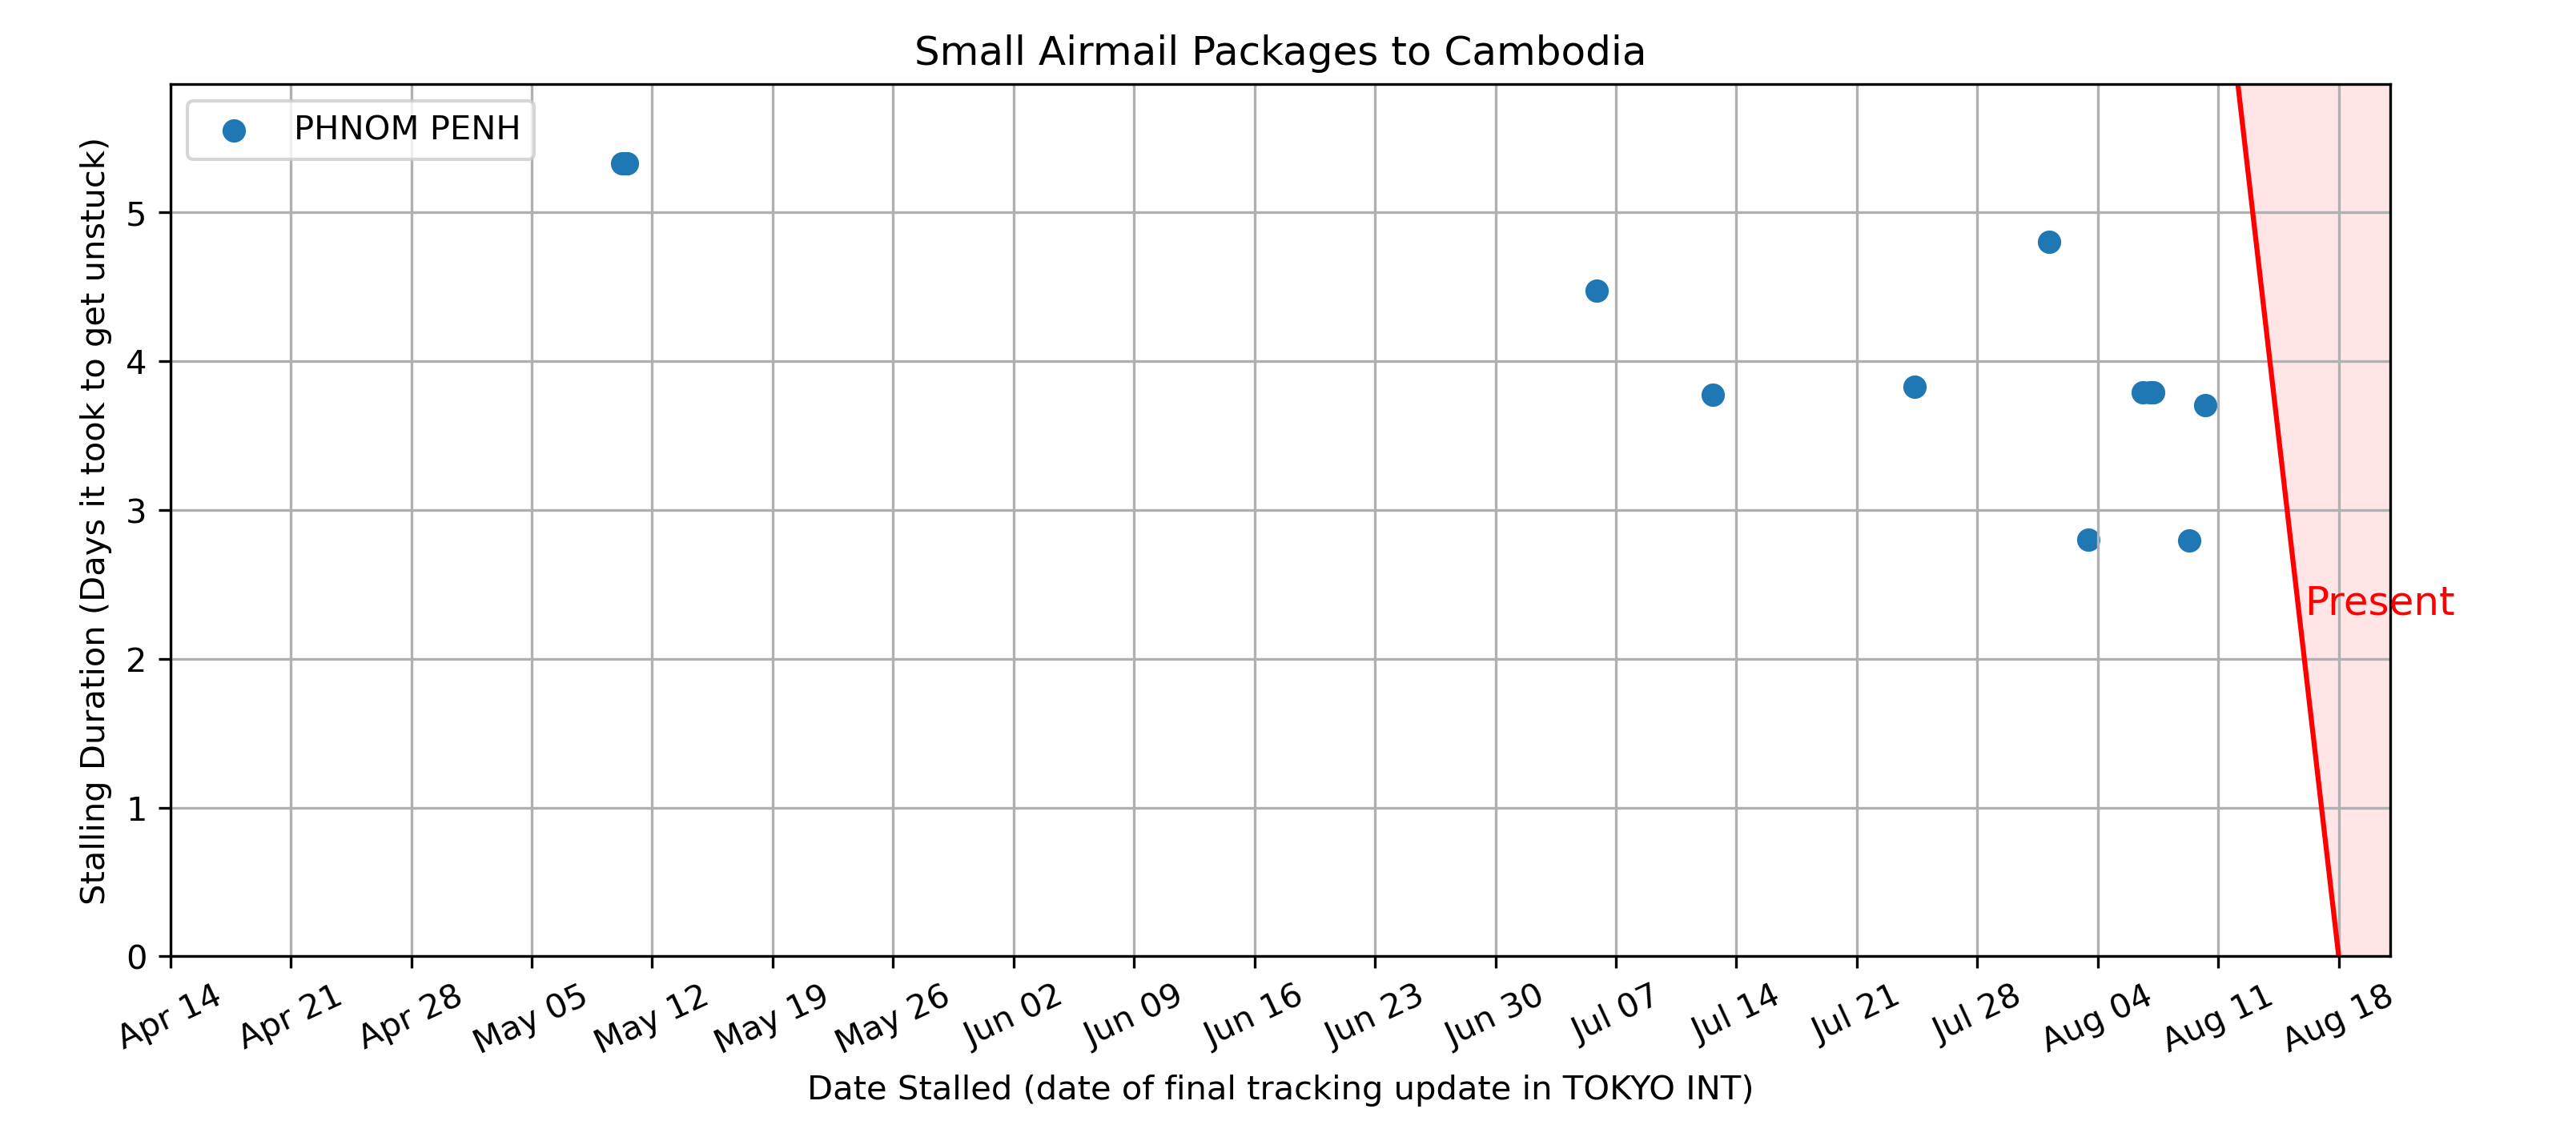 Small Airmail Packages to Cambodia
PHNOM PENH
Stalling Duration (Days it took to get unstuck)
5
4
3
2
1
0
Present
Apr 14
Apr 21
Apr 28
May 05
May 12
May 19
May 26
Jun 02
Jun 09
Jun 16
Jun 23
Jun 30
Jul 07
Jul 14
Jul 21
Jul 28
Aug 04
Aug 11
Aug 18
Date Stalled (date of final tracking update in TOKYO INT)